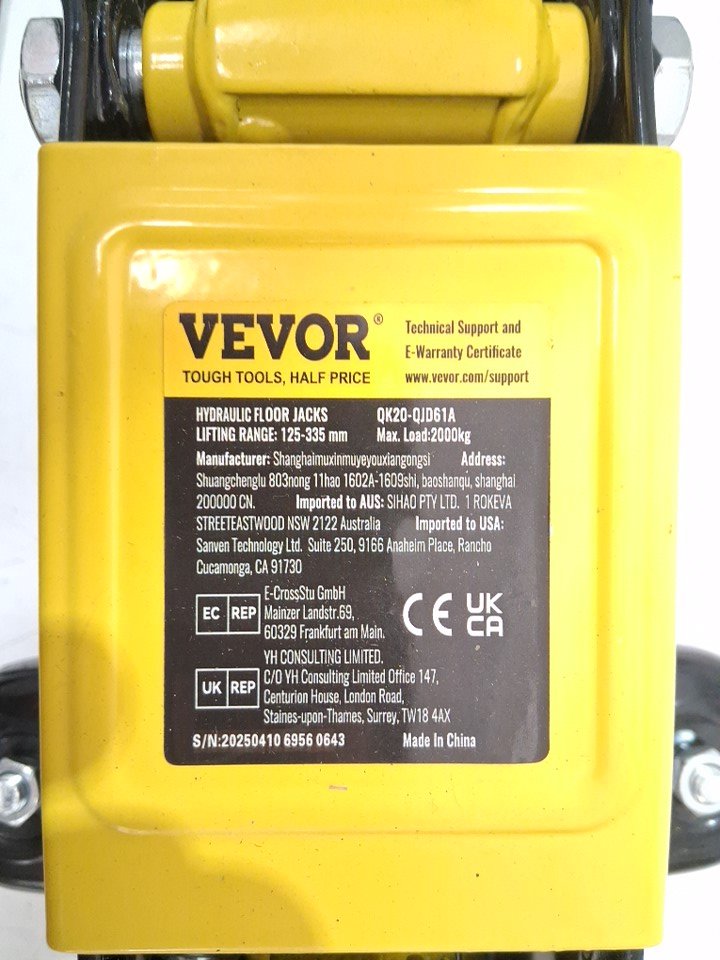 VEVOR®
TOUGH TOOLS, HALF PRICE
Technical Support and
E-Warranty Certificate
www.vevor.com/support
HYDRAULIC FLOOR JACKS QK20-QJD61A
LIFTING RANGE: 125-335 mm Max. Load:2000kg
Manufacturer: Shanghaimuxinmuyeyouxiangongsi Address:
Shuangchenglu 803nong 11hao 1602A-1609shi, baoshanqu, shanghai
200000 CN. Imported to AUS: SIHAO PTY LTD. 1 ROKEVA
STREETEASTWOOD NSW 2122 Australia Imported to USA:
Sanven Technology Ltd. Suite 250, 9166 Anaheim Place, Rancho
Cucamonga, CA 91730
EC REP
E-CrossStu GmbH
Mainzer Landstr.69,
60329 Frankfurt am Main.
CE UK
CA
UK REP
YH CONSULTING LIMITED.
C/O YH Consulting Limited Office 147,
Centurion House, London Road,
Staines-upon-Thames, Surrey, TW18 4AX
S/N:20250410 6956 0643 Made In China